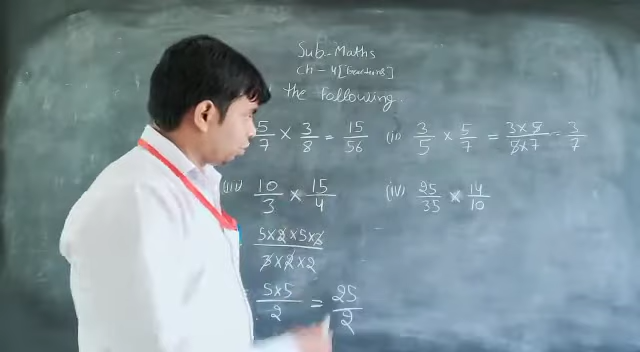 Sub-Maths
Ch-4 [fractions]
the following.
5/7 × 3/8 = 15/56 (ii) 3/5 × 5/7 = 3×5/5×7 = 3/7
(iii) 10/3 × 15/4 (iv) 25/35 × 14/10
5×2×5×3/3×2×2
= 5×5/2 = 25/2